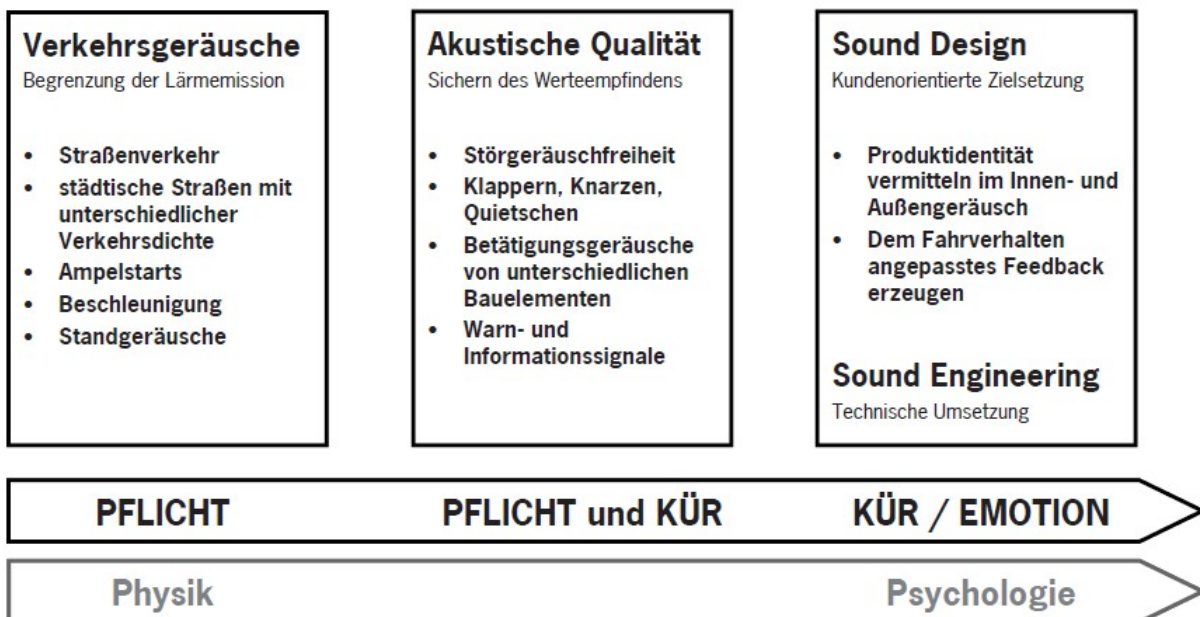 Verkehrsgeräusche
Begrenzung der Lärmemission
• Straßenverkehr
• städtische Straßen mit
unterschiedlicher
Verkehrsdichte
• Ampelstarts
• Beschleunigung
• Standgeräusche
Akustische Qualität
Sichern des Werteempfindens
• Störgeräuschfreiheit
• Klappern, Knarzen,
Quietschen
• Betätigungsgeräusche
von unterschiedlichen
Bauelementen
• Warn- und
Informationssignale
Sound Design
Kundenorientierte Zielsetzung
• Produktidentität
vermitteln im Innen- und
Außengeräusch
• Dem Fahrverhalten
angepasstes Feedback
erzeugen
Sound Engineering
Technische Umsetzung
PFLICHT
PFLICHT und KÜR
KÜR / EMOTION
Physik
Psychologie